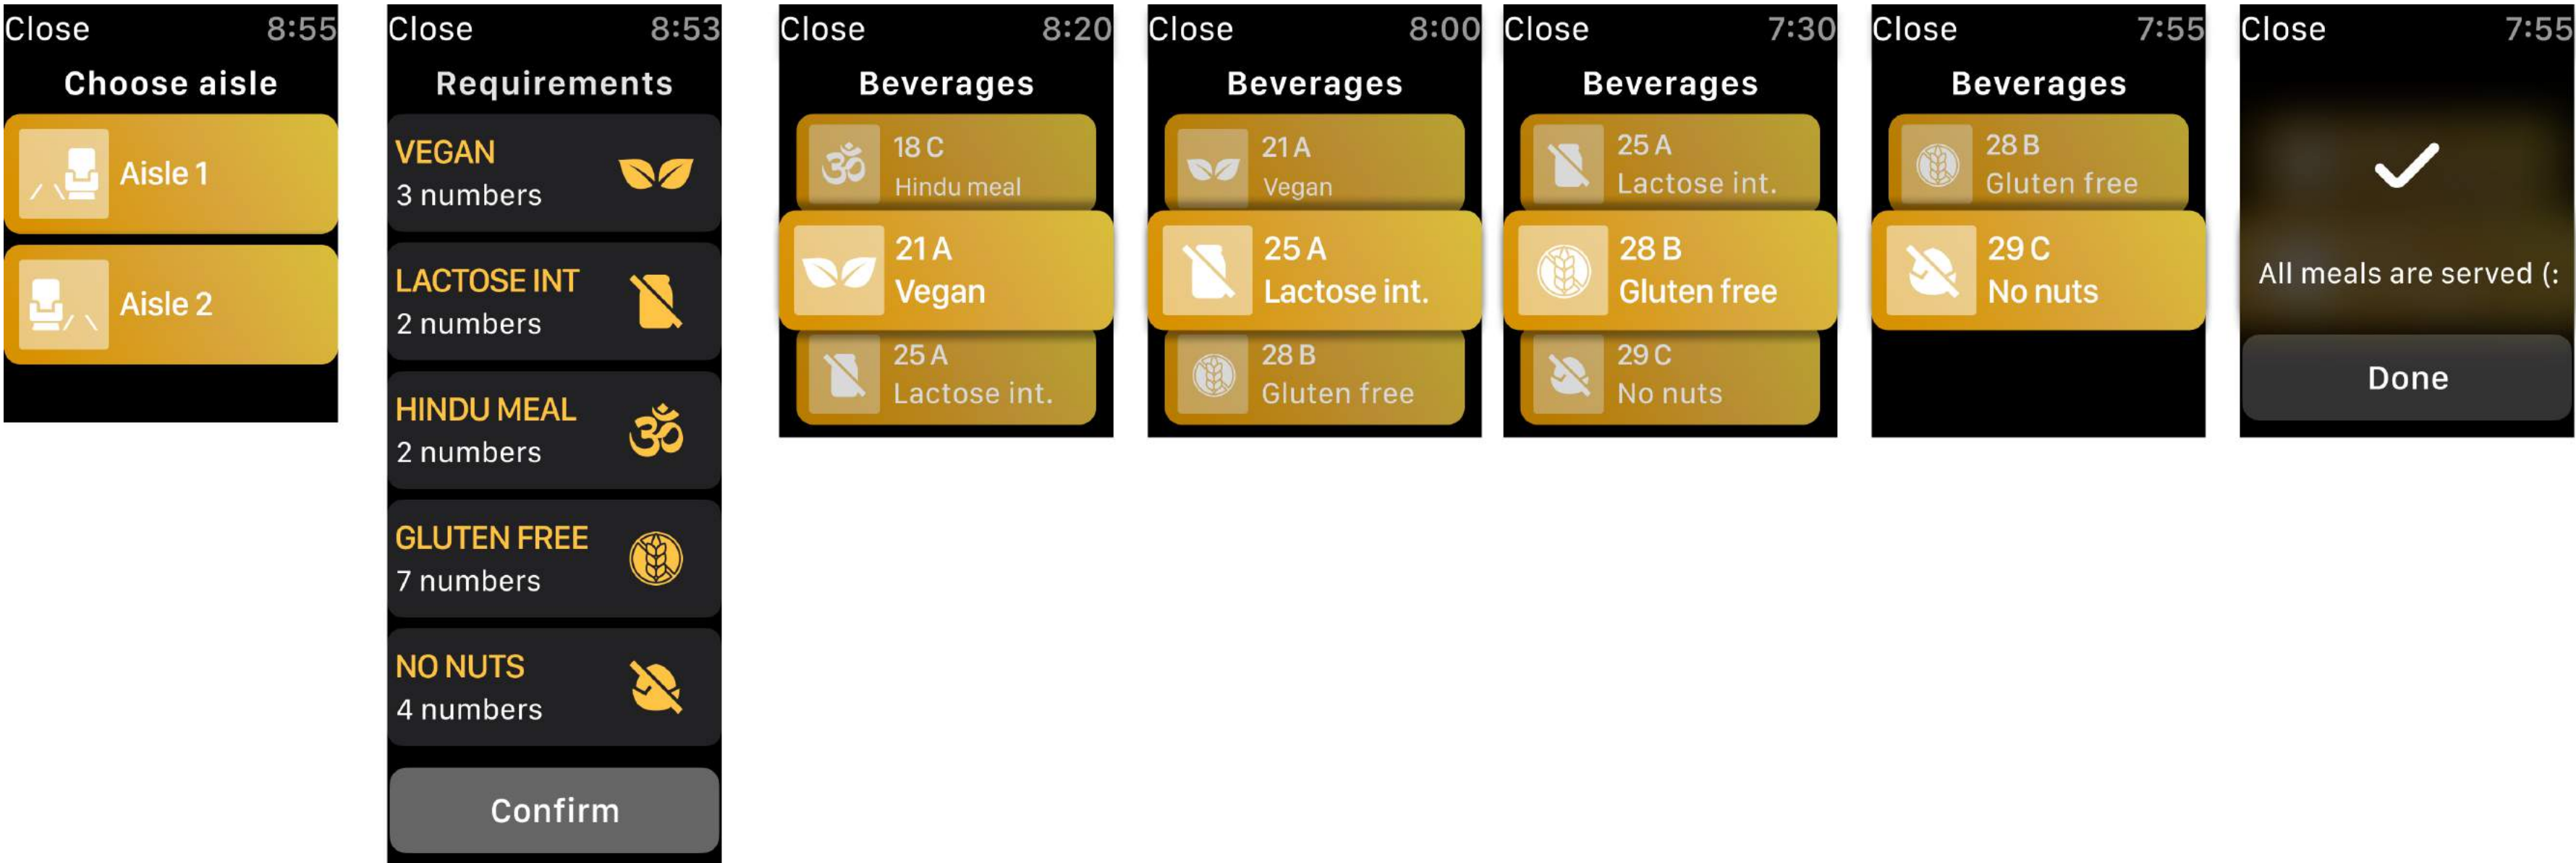 Close 8:55
Choose aisle
Aisle 1
Aisle 2
Close 8:53
Requirements
VEGAN
3 numbers
LACTOSE INT
2 numbers
HINDU MEAL
2 numbers
GLUTEN FREE
7 numbers
NO NUTS
4 numbers
Confirm
Close 8:20
Beverages
18 C
Hindu meal
21 A
Vegan
25 A
Lactose int.
Close 8:00
Beverages
21 A
Vegan
25 A
Lactose int.
28 B
Gluten free
Close 7:30
Beverages
25 A
Lactose int.
28 B
Gluten free
29 C
No nuts
Close 7:55
Beverages
28 B
Gluten free
29 C
No nuts
Close 7:55
All meals are served (:
Done